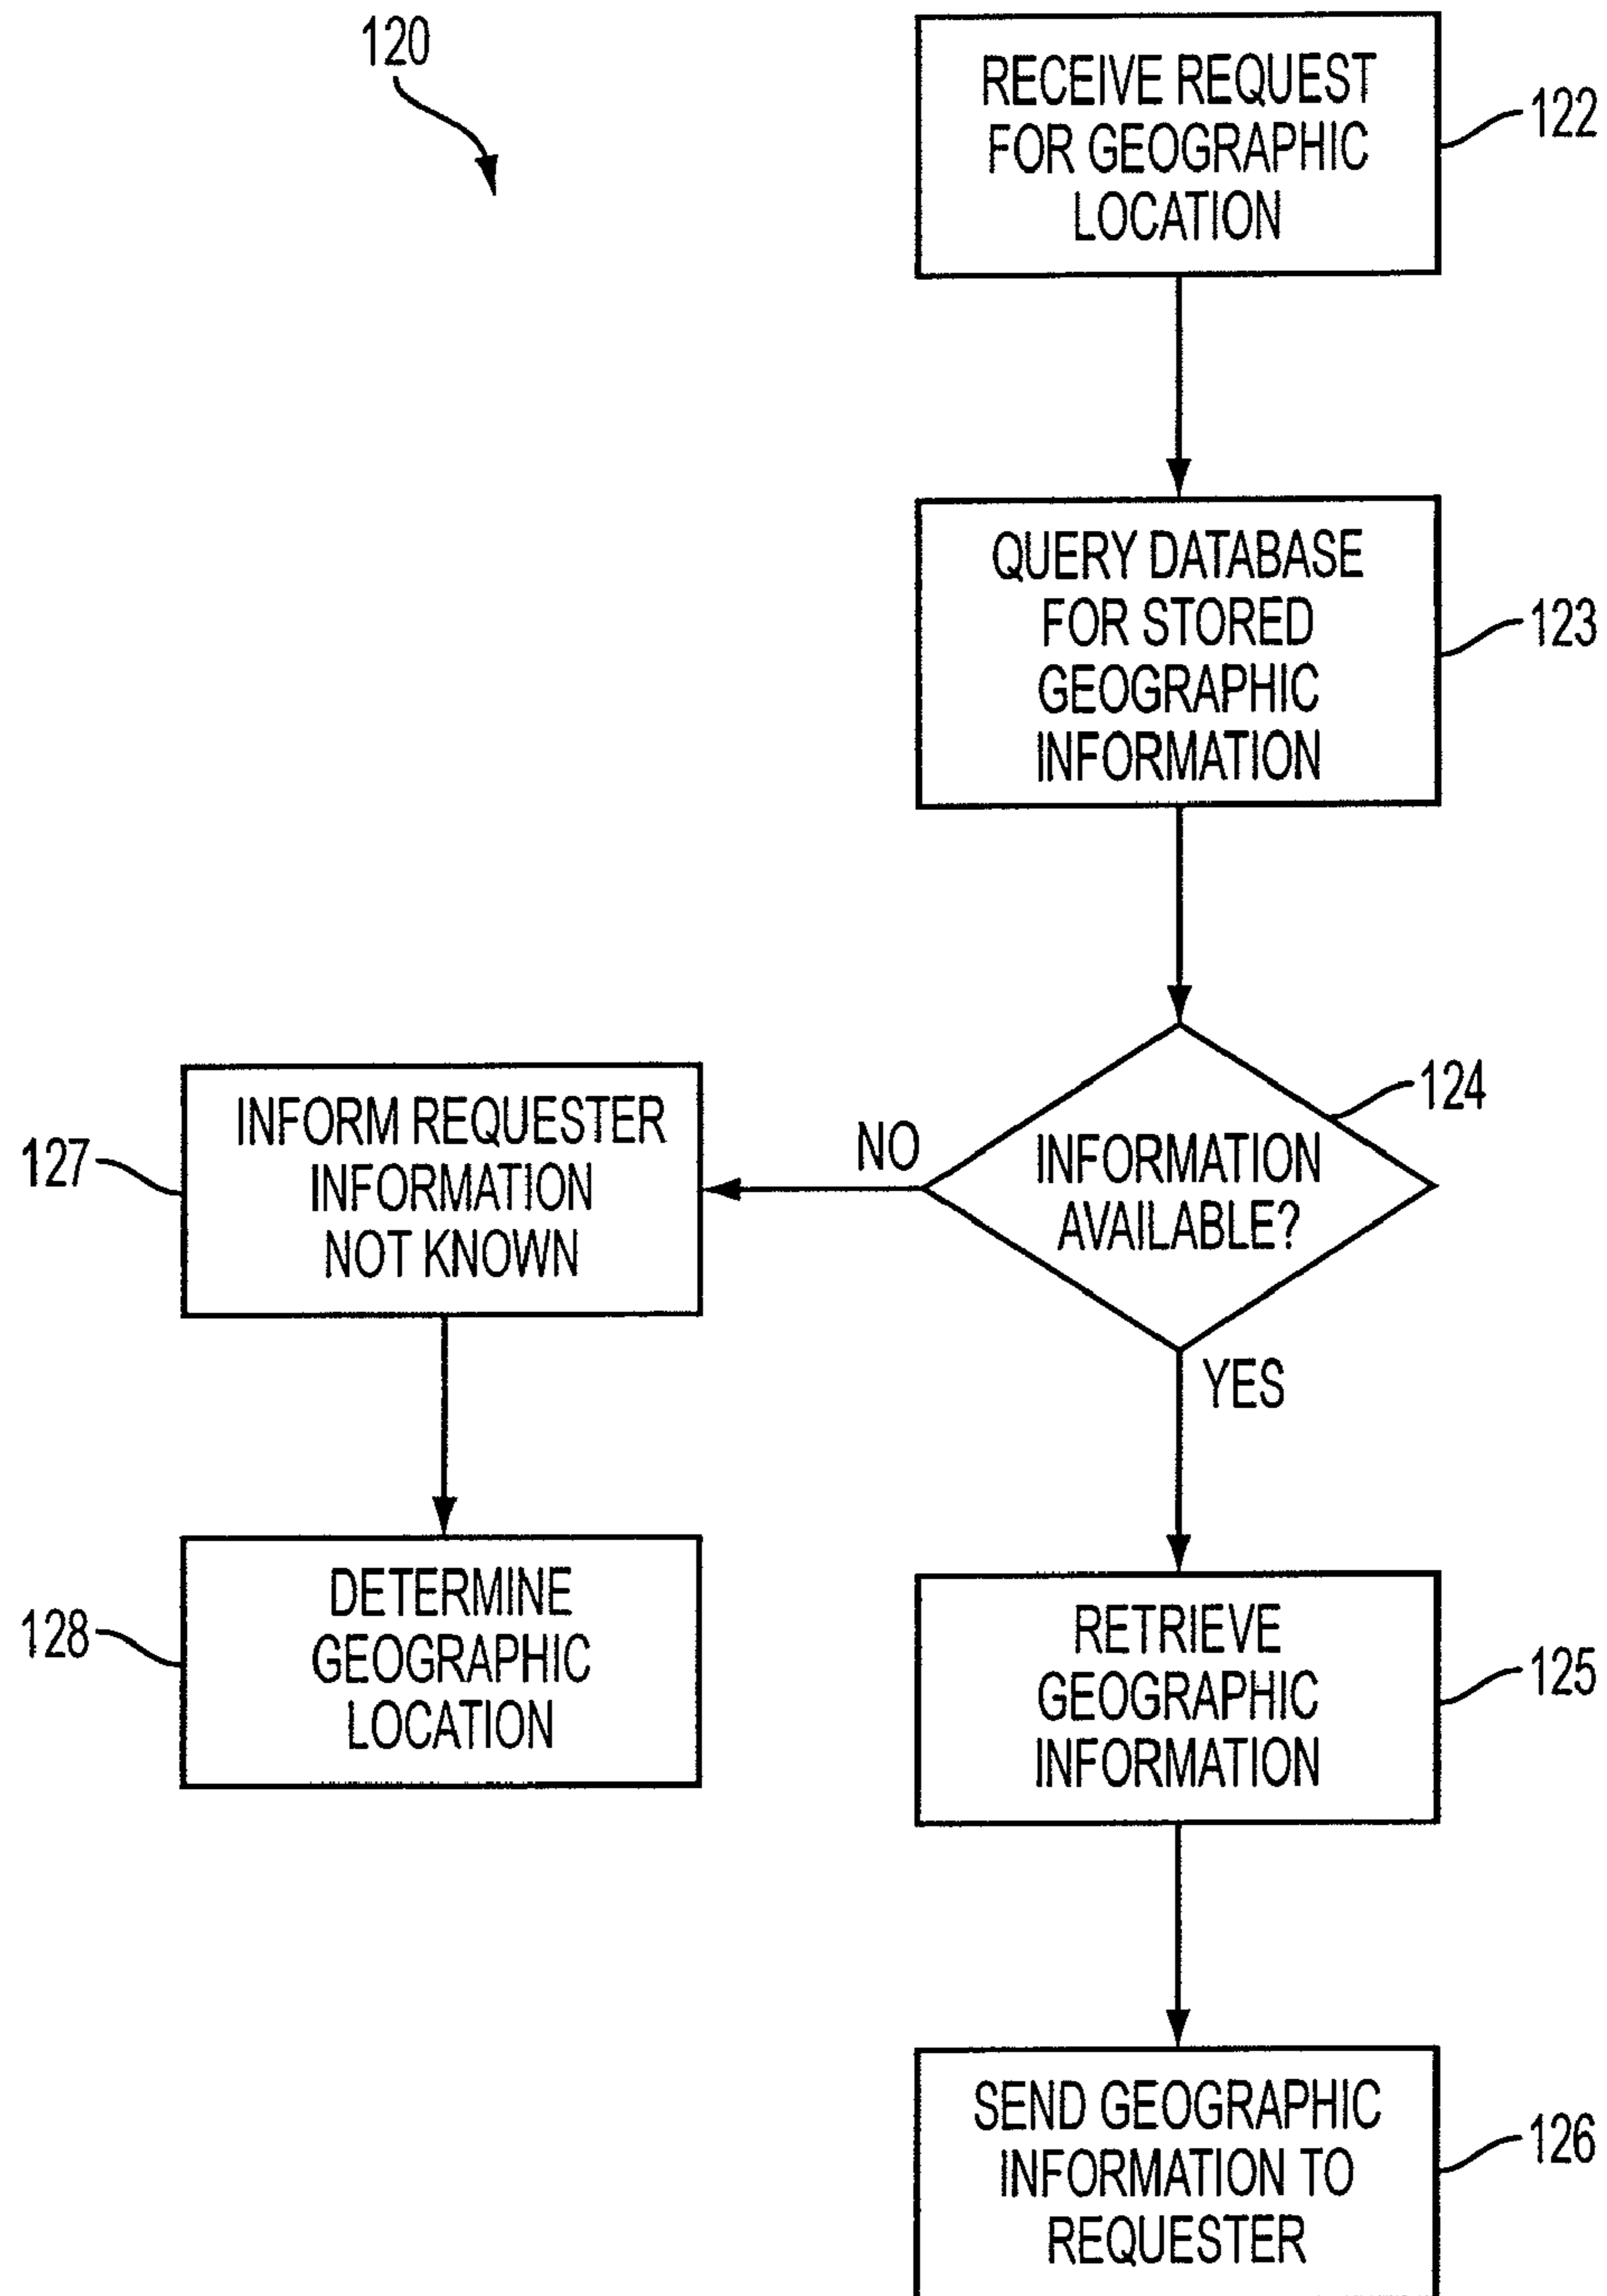 120
RECEIVE REQUEST
FOR GEOGRAPHIC
LOCATION
122
QUERY DATABASE
FOR STORED
GEOGRAPHIC
INFORMATION
123
124
INFORMATION
AVAILABLE?
NO
YES
INFORM REQUESTER
INFORMATION
NOT KNOWN
127
DETERMINE
GEOGRAPHIC
LOCATION
128
RETRIEVE
GEOGRAPHIC
INFORMATION
125
SEND GEOGRAPHIC
INFORMATION TO
REQUESTER
126